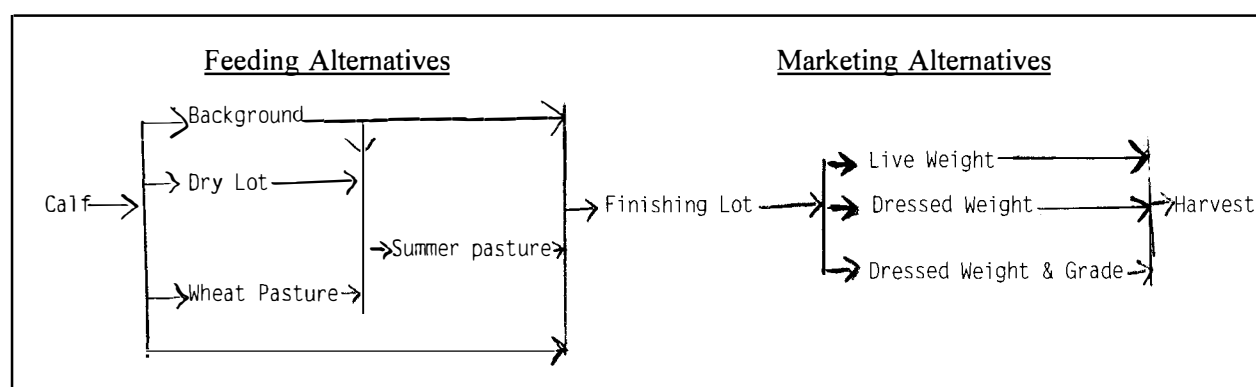 Feeding Alternatives
Marketing Alternatives
Background
Dry Lot
Calf
Summer pasture
Wheat Pasture
Finishing Lot
Live Weight
Dressed Weight
Dressed Weight & Grade
Harvest